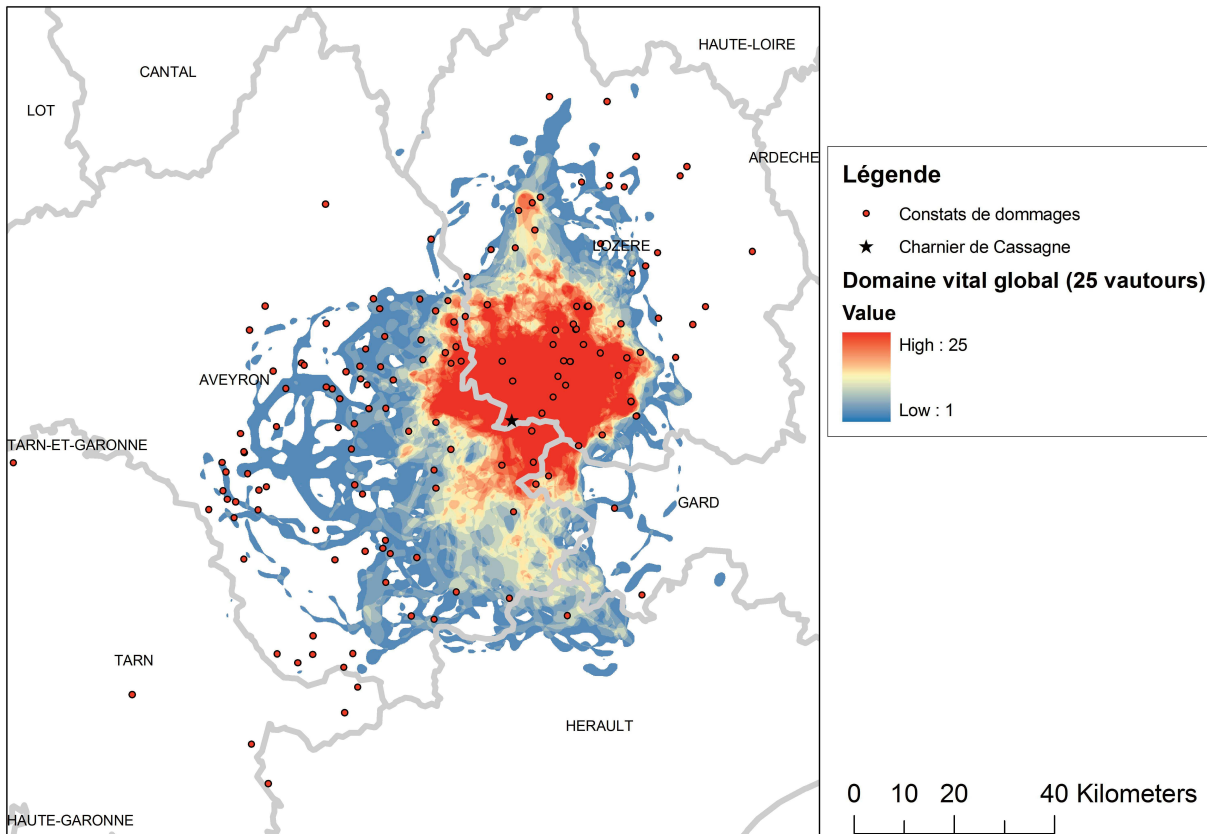 HAUTE-LOIRE
CANTAL
LOT
ARDECHE
LOZERE
AVEYRON
TARN-ET-GARONNE
GARD
TARN
HERAULT
HAUTE-GARONNE
Légende
Constats de dommages
Charnier de Cassagne
Domaine vital global (25 vautours)
Value
High : 25
Low : 1
0 10 20 40 Kilometers